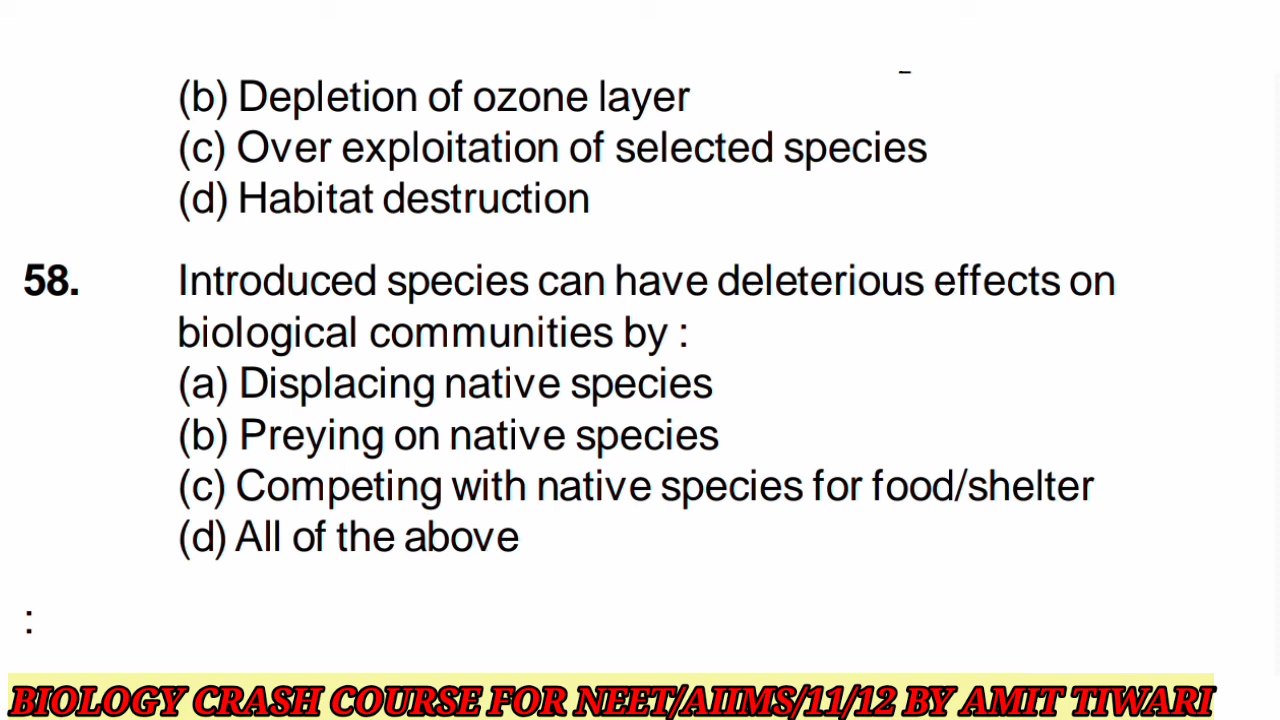 (b) Depletion of ozone layer
(c) Over exploitation of selected species
(d) Habitat destruction
58. Introduced species can have deleterious effects on
biological communities by :
(a) Displacing native species
(b) Preying on native species
(c) Competing with native species for food/shelter
(d) All of the above
:
BIOLOGY CRASH COURSE FOR NEET/AIIMS/11/12 BY AMIT TIWARI